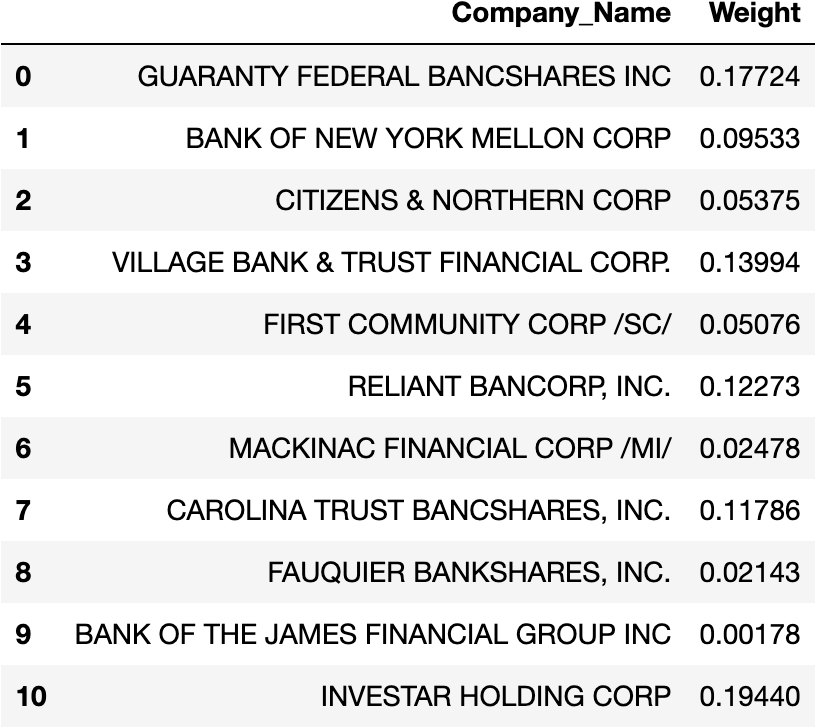 Company_Name Weight
0 GUARANTY FEDERAL BANCSHARES INC 0.17724
1 BANK OF NEW YORK MELLON CORP 0.09533
2 CITIZENS & NORTHERN CORP 0.05375
3 VILLAGE BANK & TRUST FINANCIAL CORP. 0.13994
4 FIRST COMMUNITY CORP /SC/ 0.05076
5 RELIANT BANCORP, INC. 0.12273
6 MACKINAC FINANCIAL CORP /MI/ 0.02478
7 CAROLINA TRUST BANCSHARES, INC. 0.11786
8 FAUQUIER BANKSHARES, INC. 0.02143
9 BANK OF THE JAMES FINANCIAL GROUP INC 0.00178
10 INVESTAR HOLDING CORP 0.19440